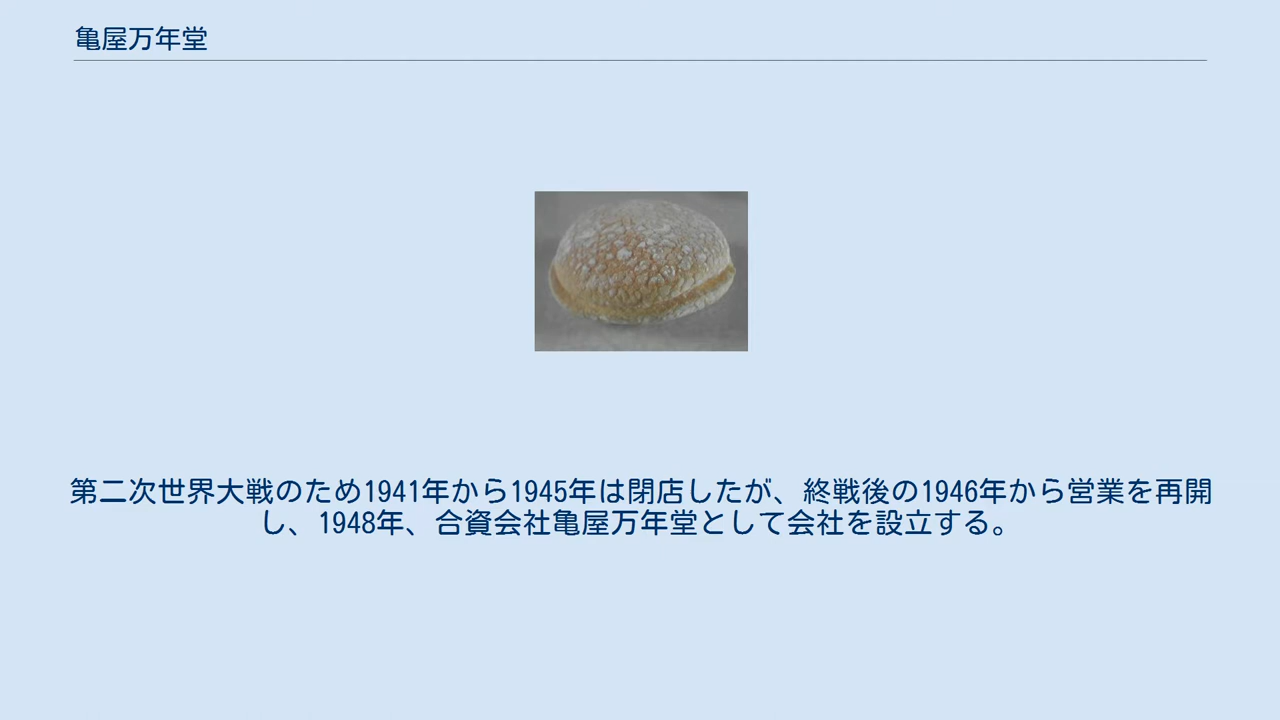 亀屋万年堂
第二次世界大戦のため1941年から1945年は閉店したが、終戦後の1946年から営業を再開
し、1948年、合資会社亀屋万年堂として会社を設立する。